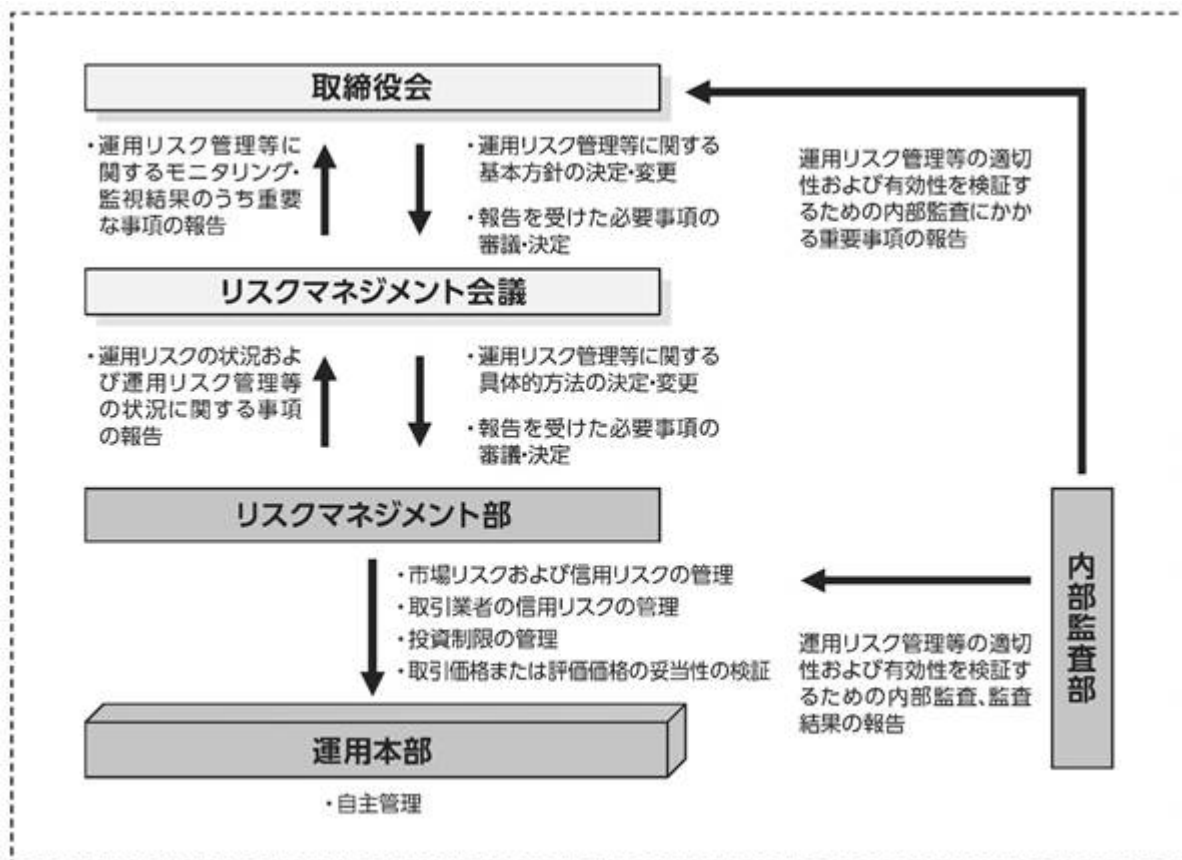 取締役会
・運用リスク管理等に
関するモニタリング・
監視結果のうち重要
な事項の報告
・運用リスク管理等に関する
基本方針の決定・変更
・報告を受けた必要事項の
審議・決定
運用リスク管理等の適切
性および有効性を検証す
るための内部監査にかか
る重要事項の報告
リスクマネジメント会議
・運用リスクの状況およ
び運用リスク管理等
の状況に関する事項
の報告
・運用リスク管理等に関する
具体的方法の決定・変更
・報告を受けた必要事項の
審議・決定
リスクマネジメント部
・市場リスクおよび信用リスクの管理
・取引業者の信用リスクの管理
・投資制限の管理
・取引価格または評価価格の妥当性の検証
運用リスク管理等の適切
性および有効性を検証す
るための内部監査、監査
結果の報告
内部監査部
運用本部
・自主管理